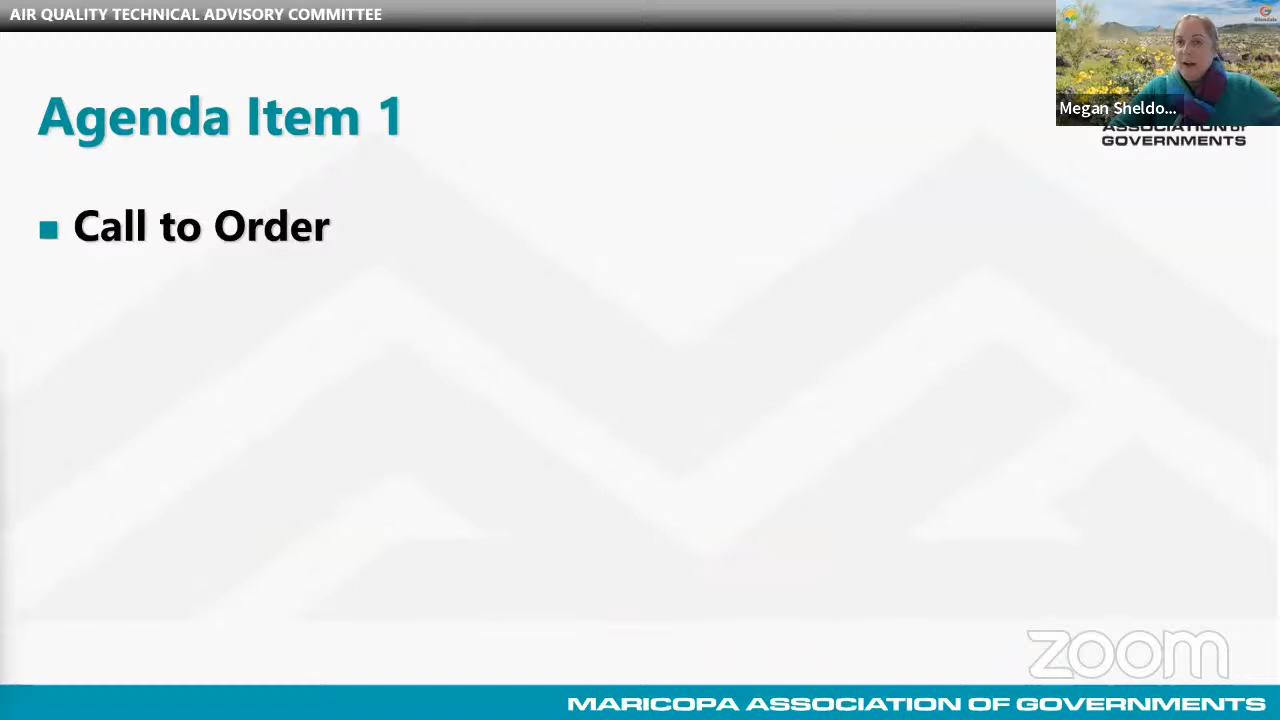 AIR QUALITY TECHNICAL ADVISORY COMMITTEE
Agenda Item 1
Megan Sheldo...
ASSOCIATION OF
GOVERNMENTS
Call to Order
zoom
MARICOPA ASSOCIATION OF GOVERNMENTS